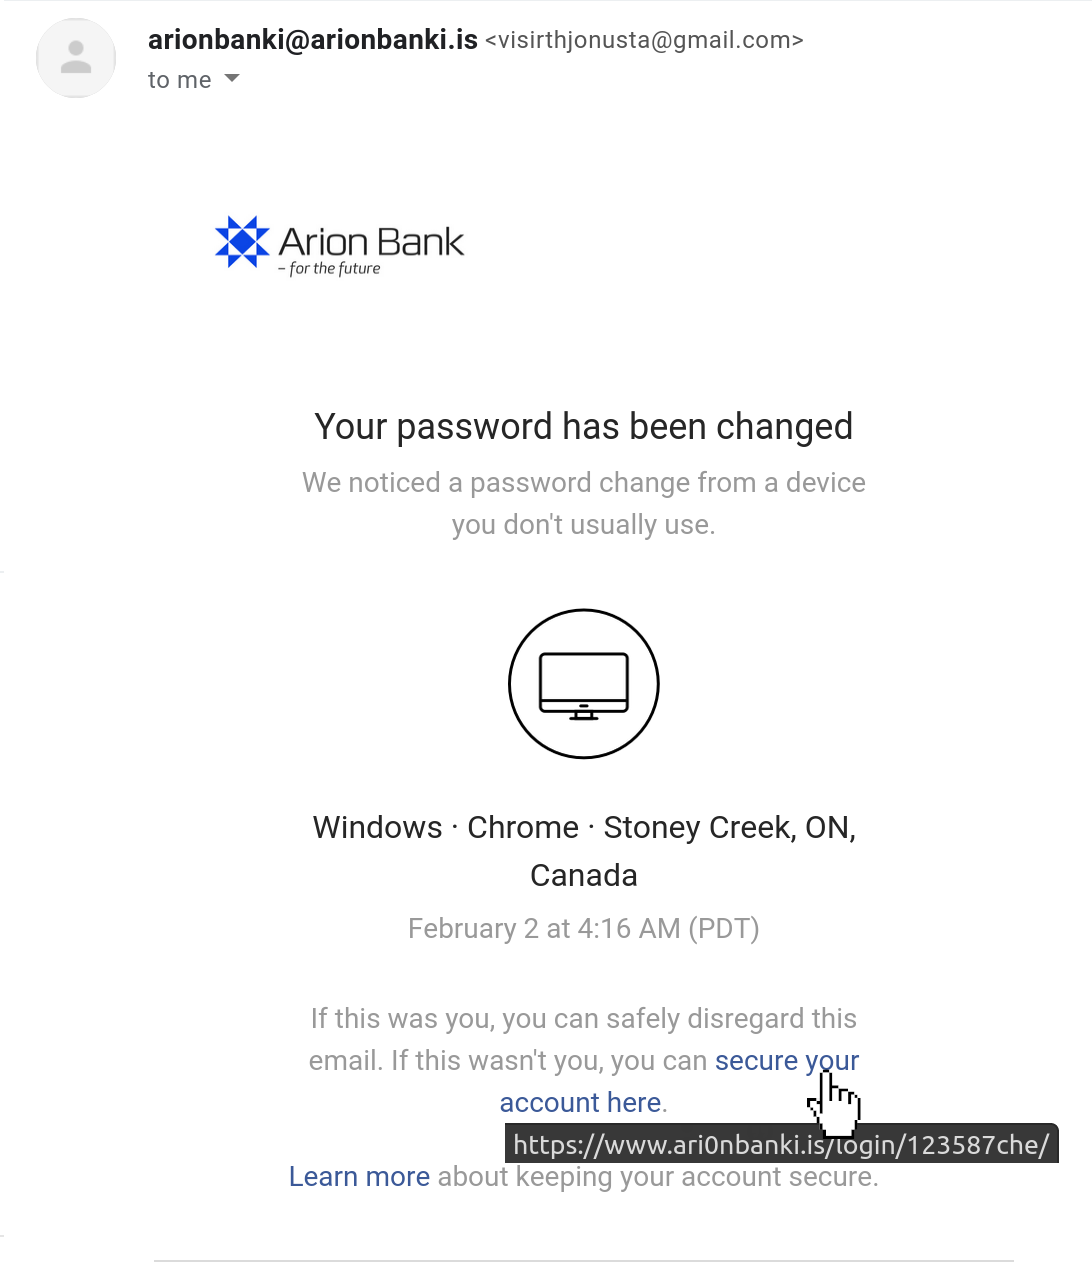 arionbanki@arionbanki.is <visirthjonusta@gmail.com>
to me
Arion Bank
– for the future
Your password has been changed
We noticed a password change from a device
you don't usually use.
Windows · Chrome · Stoney Creek, ON,
Canada
February 2 at 4:16 AM (PDT)
If this was you, you can safely disregard this
email. If this wasn't you, you can secure your
account here.
https://www.ari0nbanki.is/login/123587che/
Learn more about keeping your account secure.